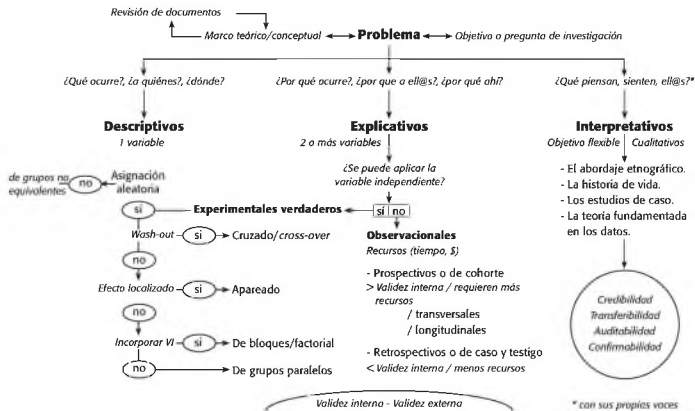 Revisión de documentos
Marco teórico/conceptual
Problema
Objetivo o pregunta de investigación
¿Qué ocurre?, ¿a quiénes?, ¿dónde?
¿Por qué ocurre?, ¿por que a ell@s?, ¿por qué ahí?
¿Qué piensan, sienten, ell@s?*
Descriptivos
1 variable
Explicativos
2 o más variables
Interpretativos
Objetivo flexible
Cualitativos
¿Se puede aplicar la
variable independiente?
- El abordaje etnográfico.
- La historia de vida.
- Los estudios de caso.
- La teoría fundamentada
en los datos.
de grupos no
equivalentes
no
Asignación
aleatoria
sí
Experimentales verdaderos
sí no
Wash-out
sí
Cruzado/cross-over
no
Efecto localizado
sí
Apareado
no
Incorporar VI
sí
De bloques/factorial
no
De grupos paralelos
Observacionales
Recursos (tiempo, $)
- Prospectivos o de cohorte
> Validez interna / requieren más
recursos
/ transversales
/ longitudinales
- Retrospectivos o de caso y testigo
< Validez interna / menos recursos
Credibilidad
Transferibilidad
Auditabilidad
Confirmabilidad
Validez interna - Validez externa
* con sus propias voces